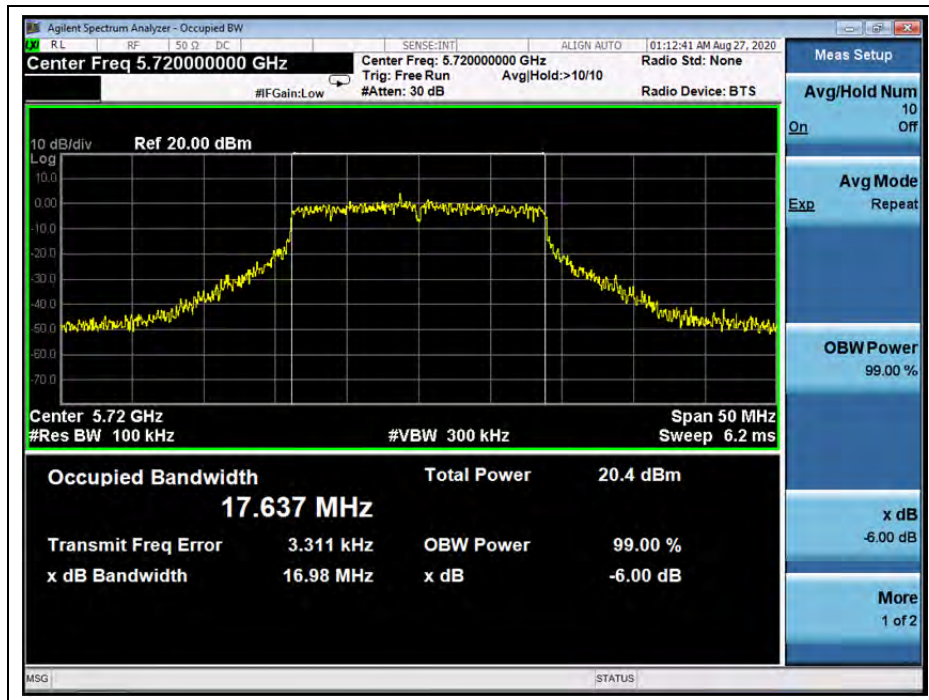 Agilent Spectrum Analyzer - Occupied BW
LXI RL RF 50 Ω DC SENSE:INT ALIGN AUTO 01:12:41 AM Aug 27, 2020
Center Freq 5.720000000 GHz
Center Freq: 5.720000000 GHz Radio Std: None
Trig: Free Run Avg|Hold:>10/10
#IFGain:Low #Atten: 30 dB Radio Device: BTS
10 dB/div Ref 20.00 dBm
Log
10.0
0.00
-10.0
-20.0
-30.0
-40.0
-50.0
-60.0
-70.0
Center 5.72 GHz Span 50 MHz
#Res BW 100 kHz #VBW 300 kHz Sweep 6.2 ms
Occupied Bandwidth Total Power 20.4 dBm
17.637 MHz
Transmit Freq Error 3.311 kHz OBW Power 99.00 %
x dB Bandwidth 16.98 MHz x dB -6.00 dB
MSG STATUS
Meas Setup
Avg/Hold Num
10
On Off
Avg Mode
Exp Repeat
OBW Power
99.00 %
x dB
-6.00 dB
More
1 of 2